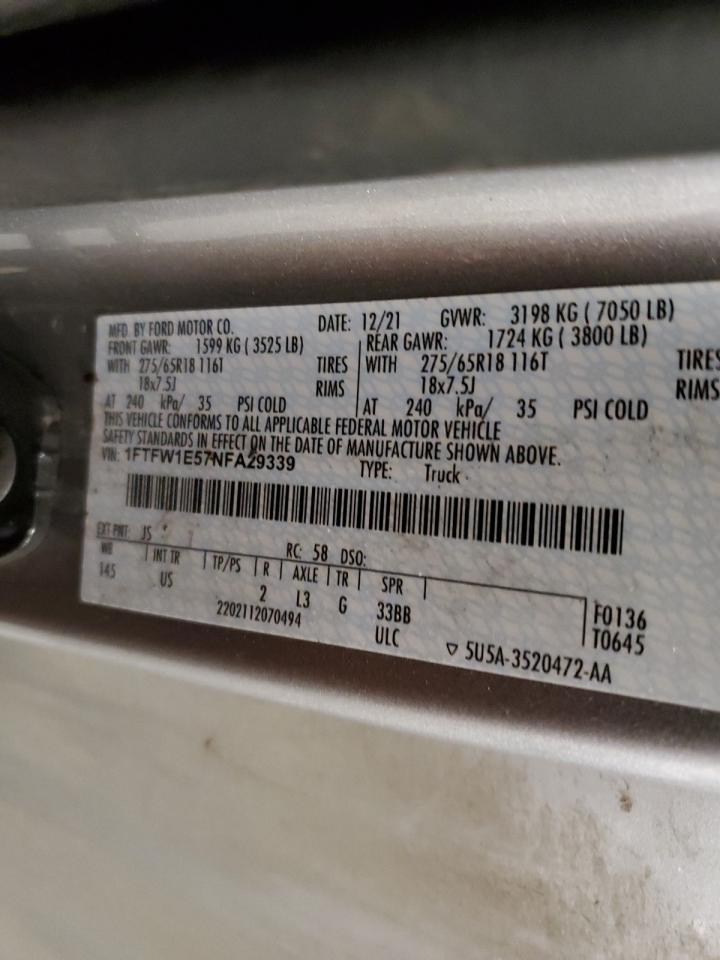 MFD. BY FORD MOTOR CO. DATE: 12/21 GVWR: 3198 KG ( 7050 LB)
FRONT GAWR: 1599 KG ( 3525 LB) REAR GAWR: 1724 KG ( 3800 LB)
WITH 275/65R18 116T TIRES WITH 275/65R18 116T TIRES
18x7.5J RIMS 18x7.5J RIMS
AT 240 kPa/ 35 PSI COLD AT 240 kPa/ 35 PSI COLD
THIS VEHICLE CONFORMS TO ALL APPLICABLE FEDERAL MOTOR VEHICLE
SAFETY STANDARDS IN EFFECT ON THE DATE OF MANUFACTURE SHOWN ABOVE.
VIN: 1FTFW1E57NFA29339 TYPE: Truck
EXT PNT: JS RC: 58 DSO:
WB INT TR TP/PS R AXLE TR SPR
145 US 2 L3 G 33BB F0136
2202112070494 ULC T0645
▽ 5U5A-3520472-AA